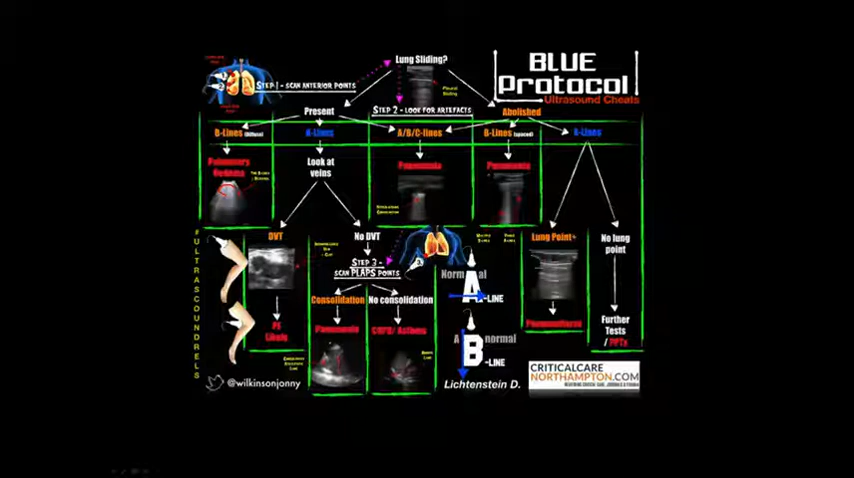 BLUE
Protocol
Ultrasound Cheats
Lung Sliding?
STEP 1 - SCAN ANTERIOR POINTS
Pleural
Sliding
STEP 2 - LOOK FOR ARTEFACTS
Present
Abolished
B-Lines (Diffuse)
A-Lines
A/B/C-lines
B-Lines
Pulmonary
Oedema
Look at
veins
Pneumonia
Pneumonia
DVT
No DVT
Lung Point+
No lung
point
STEP 3 -
SCAN PLAPS POINTS
Normal
A
-LINE
Consolidation
No consolidation
PE
Likely
Pneumonia
COPD/ Asthma
Pneumothorax
Further
Tests
/ PPTx
Abnormal
B
-LINE
#ULTRASCOUNDRELS
@wilkinsonjonny
Lichtenstein D.
CRITICALCARE
NORTHAMPTON.COM